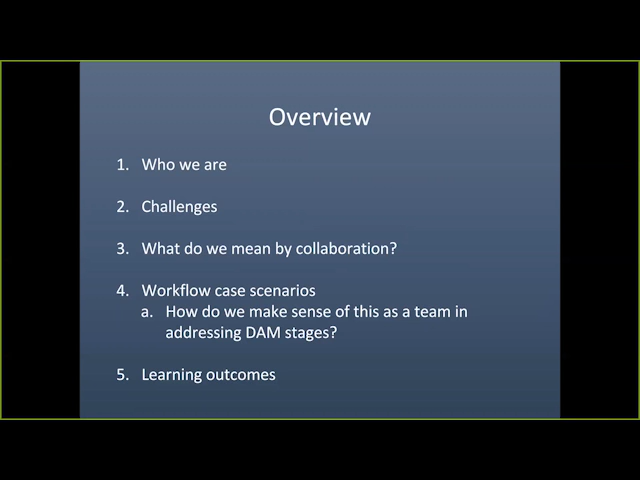 Overview
1. Who we are
2. Challenges
3. What do we mean by collaboration?
4. Workflow case scenarios
a. How do we make sense of this as a team in
addressing DAM stages?
5. Learning outcomes